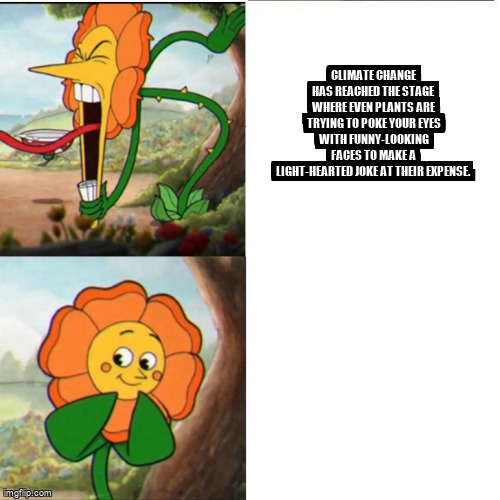 CLIMATE CHANGE
HAS REACHED THE STAGE
WHERE EVEN PLANTS ARE
TRYING TO POKE YOUR EYES
WITH FUNNY-LOOKING
FACES TO MAKE A
LIGHT-HEARTED JOKE AT THEIR EXPENSE.
imgflip.com